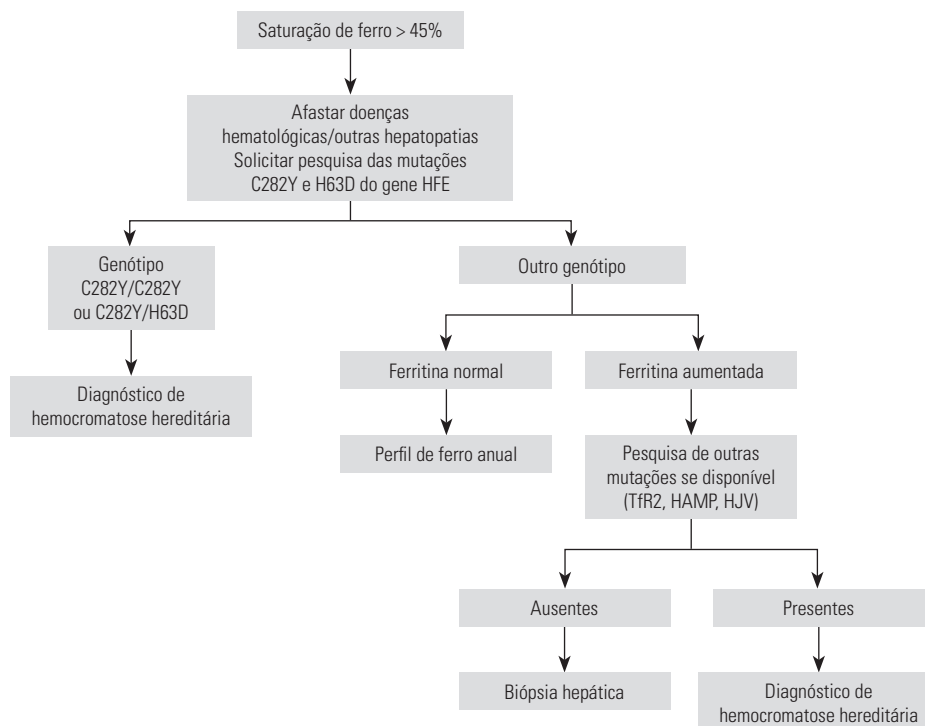 Saturação de ferro > 45%
Afastar doenças
hematológicas/outras hepatopatias
Solicitar pesquisa das mutações
C282Y e H63D do gene HFE
Genótipo
C282Y/C282Y
ou C282Y/H63D
Outro genótipo
Diagnóstico de
hemocromatose hereditária
Ferritina normal
Ferritina aumentada
Perfil de ferro anual
Pesquisa de outras
mutações se disponível
(TfR2, HAMP, HJV)
Ausentes
Presentes
Biópsia hepática
Diagnóstico de
hemocromatose hereditária